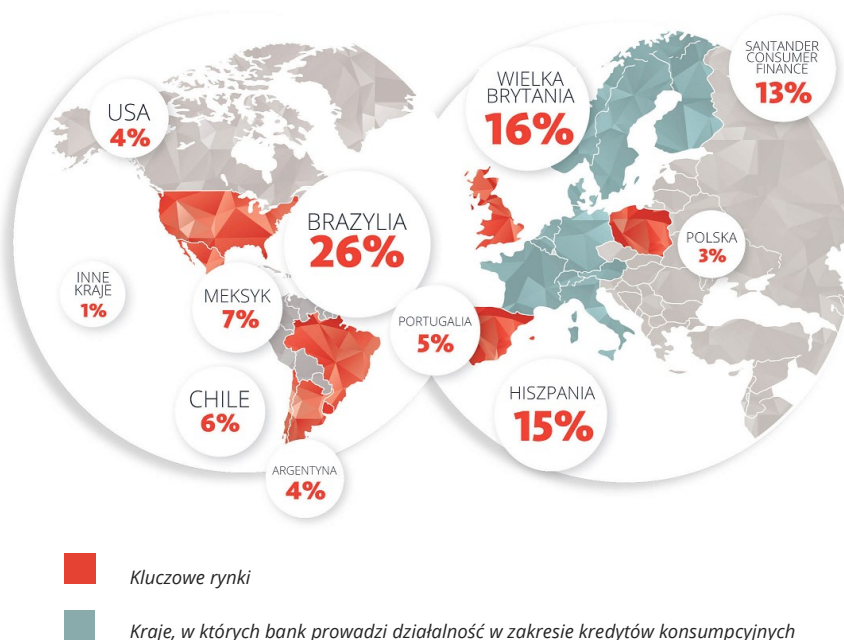 USA
4%
BRAZYLIA
26%
INNE
KRAJE
1%
MEKSYK
7%
CHILE
6%
ARGENTYNA
4%
WIELKA
BRYTANIA
16%
SANTANDER
CONSUMER
FINANCE
13%
POLSKA
3%
PORTUGALIA
5%
HISZPANIA
15%
Kluczowe rynki
Kraje, w których bank prowadzi działalność w zakresie kredytów konsumpcyjnych